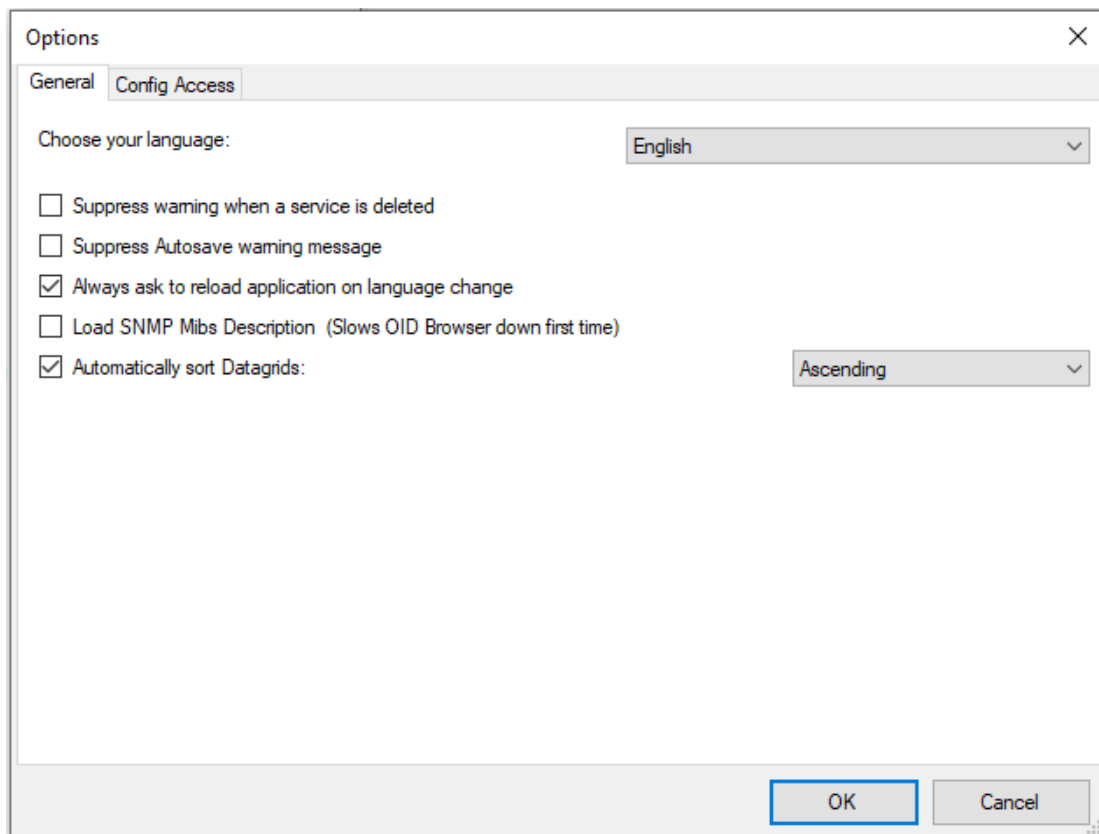 Options
General
Config Access
Choose your language:
English
Suppress warning when a service is deleted
Suppress Autosave warning message
Always ask to reload application on language change
Load SNMP Mibs Description  (Slows OID Browser down first time)
Automatically sort Datagrids:
Ascending
OK
Cancel